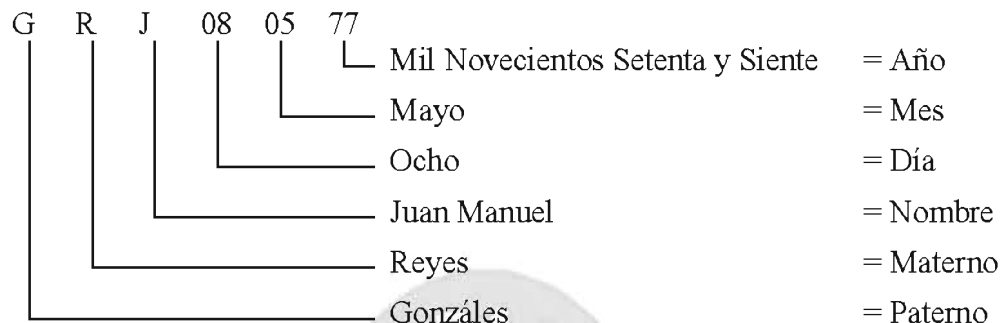 G R J 08 05 77
Mil Novecientos Setenta y Siente = Año
Mayo = Mes
Ocho = Día
Juan Manuel = Nombre
Reyes = Materno
Gonzáles = Paterno